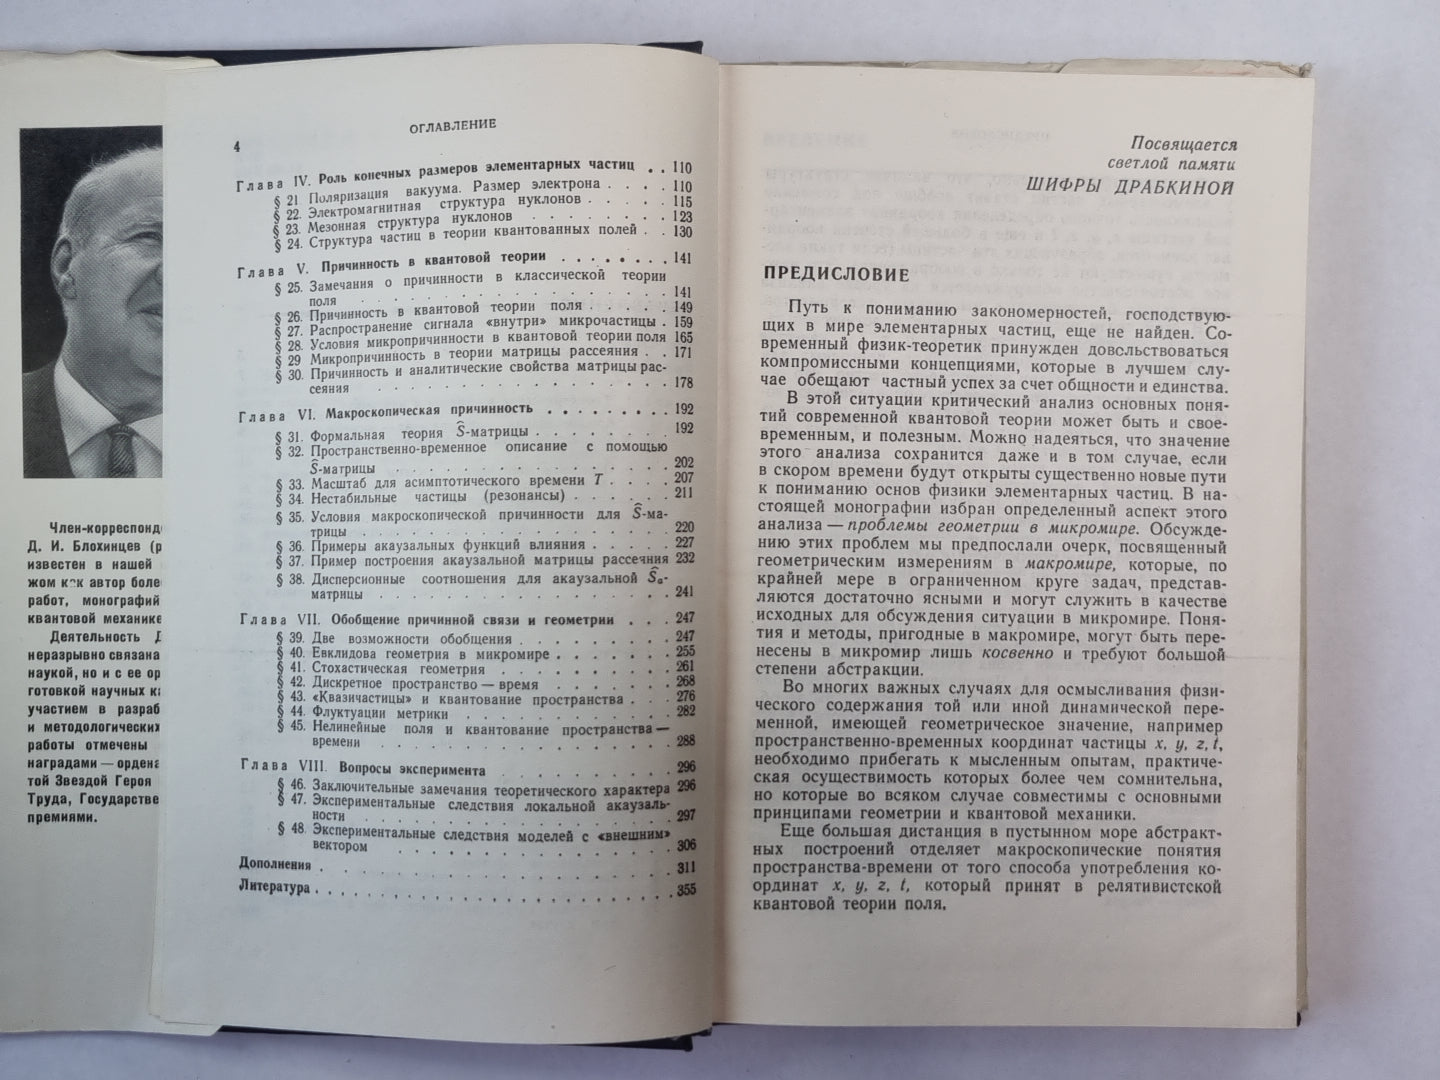 Член-корреспонд
Д. И. Блохинцев (р
известен в нашей
жом как автор боле
работ, монографий
квантовой механике
Деятельность Д
неразрывно связана
наукой, но и с ее ор
готовкой научных ка
участием в разраб
и методологических
работы отмечены
наградами — ордена
той Звездой Героя
Труда, Государстве
премиями.
ОГЛАВЛЕНИЕ
4
Глава IV. Роль конечных размеров элементарных частиц . . 110
§ 21 Поляризация вакуума. Размер электрона . . . . 110
§ 22. Электромагнитная структура нуклонов . . . . . 115
§ 23. Мезонная структура нуклонов . . . . . . . 123
§ 24. Структура частиц в теории квантованных полей . . 130
Глава V. Причинность в квантовой теории . . . . . . . . 141
§ 25. Замечания о причинности в классической теории
поля . . . . . . . . . . . . . . . . 141
§ 26. Причинность в квантовой теории поля . . . . . 149
§ 27. Распространение сигнала «внутри» микрочастицы . 159
§ 28. Условия микропричинности в квантовой теории поля 165
§ 29 Микропричинность в теории матрицы рассеяния . . 171
§ 30. Причинность и аналитические свойства матрицы рас-
сеяния . . . . . . . . . . . . . . . 178
Глава VI. Макроскопическая причинность . . . . . . . . . 192
§ 31. Формальная теория Ŝ-матрицы . . . . . . . . 192
§ 32. Пространственно-временное описание с помощью
Ŝ-матрицы . . . . . . . . . . . . . . 202
§ 33. Масштаб для асимптотического времени T . . . . 207
§ 34. Нестабильные частицы (резонансы) . . . . . . 211
§ 35. Условия макроскопической причинности для Ŝ-ма-
трицы . . . . . . . . . . . . . . . 220
§ 36. Примеры акаузальных функций влияния . . . . . 227
§ 37. Пример построения акаузальной матрицы рассеяния 232
§ 38. Дисперсионные соотношения для акаузальной Ŝₐ-
матрицы . . . . . . . . . . . . . . 241
Глава VII. Обобщение причинной связи и геометрии . . . 247
§ 39. Две возможности обобщения . . . . . . . . . 247
§ 40. Евклидова геометрия в микромире . . . . . . . 255
§ 41. Стохастическая геометрия . . . . . . . . . . 261
§ 42. Дискретное пространство — время . . . . . . . 268
§ 43. «Квазичастицы» и квантование пространства . . . 276
§ 44. Флуктуации метрики . . . . . . . . . . . 282
§ 45. Нелинейные поля и квантование пространства —
времени . . . . . . . . . . . . . . 288
Глава VIII. Вопросы эксперимента . . . . . . . . . . 296
§ 46. Заключительные замечания теоретического характера 296
§ 47. Экспериментальные следствия локальной акаузаль-
ности . . . . . . . . . . . . . . . 297
§ 48. Экспериментальные следствия моделей с «внешним»
вектором . . . . . . . . . . . . . . 306
Дополнения . . . . . . . . . . . . . . . . . 311
Литература . . . . . . . . . . . . . . . . . . 355
Посвящается
светлой памяти
ШИФРЫ ДРАБКИНОЙ
ПРЕДИСЛОВИЕ
Путь к пониманию закономерностей, господствую-
щих в мире элементарных частиц, еще не найден. Со-
временный физик-теоретик принужден довольствоваться
компромиссными концепциями, которые в лучшем слу-
чае обещают частный успех за счет общности и единства.
В этой ситуации критический анализ основных поня-
тий современной квантовой теории может быть и свое-
временным, и полезным. Можно надеяться, что значение
этого анализа сохранится даже и в том случае, если
в скором времени будут открыты существенно новые пути
к пониманию основ физики элементарных частиц. В на-
стоящей монографии избран определенный аспект этого
анализа — проблемы геометрии в микромире. Обсужде-
нию этих проблем мы предпослали очерк, посвященный
геометрическим измерениям в макромире, которые, по
крайней мере в ограниченном круге задач, представ-
ляются достаточно ясными и могут служить в качестве
исходных для обсуждения ситуации в микромире. Поня-
тия и методы, пригодные в макромире, могут быть пере-
несены в микромир лишь косвенно и требуют большой
степени абстракции.
Во многих важных случаях для осмысливания физи-
ческого содержания той или иной динамической пере-
менной, имеющей геометрическое значение, например
пространственно-временных координат частицы x, y, z, t,
необходимо прибегать к мысленным опытам, практиче-
ская осуществимость которых более чем сомнительна,
но которые во всяком случае совместимы с основными
принципами геометрии и квантовой механики.
Еще большая дистанция в пустынном море абстракт-
ных построений отделяет макроскопические понятия
пространства-времени от того способа употребления ко-
ординат x, y, z, t, который принят в релятивистской
квантовой теории поля.